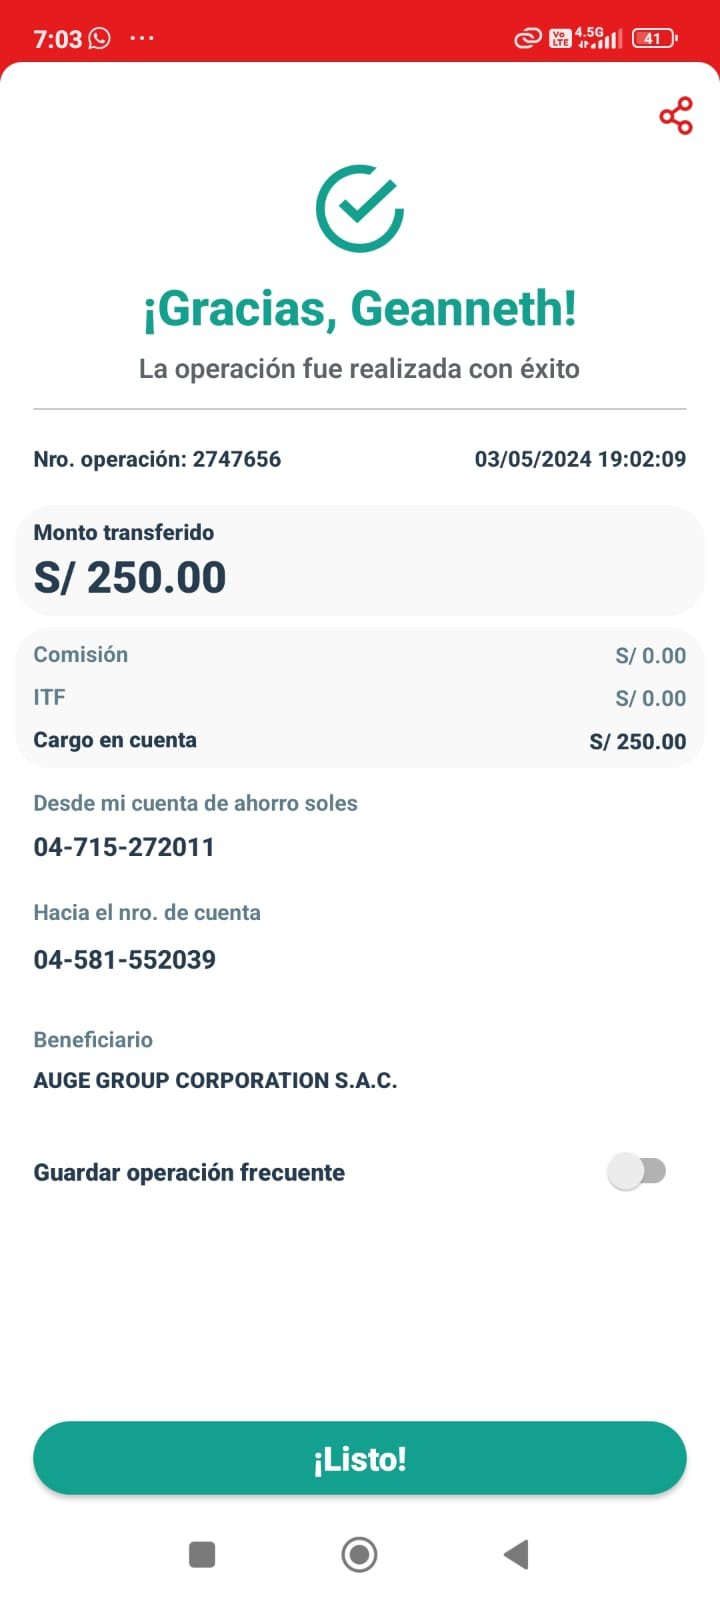 7:03 ...
Vo LTE 4.5G 41
¡Gracias, Geanneth!
La operación fue realizada con éxito
Nro. operación: 2747656 03/05/2024 19:02:09
Monto transferido
S/ 250.00
Comisión S/ 0.00
ITF S/ 0.00
Cargo en cuenta S/ 250.00
Desde mi cuenta de ahorro soles
04-715-272011
Hacia el nro. de cuenta
04-581-552039
Beneficiario
AUGE GROUP CORPORATION S.A.C.
Guardar operación frecuente
¡Listo!